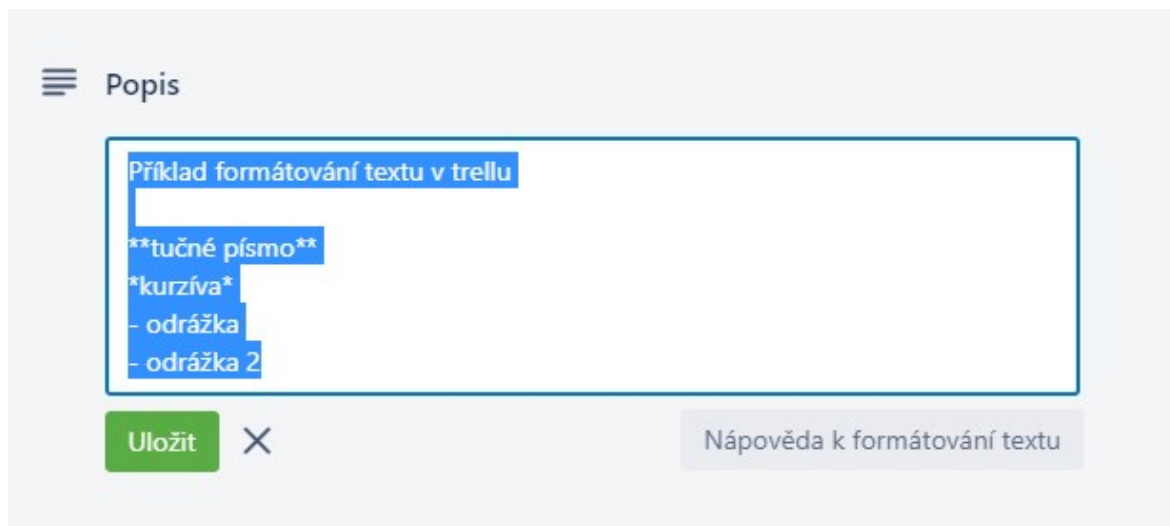 Popis
Příklad formátování textu v trellu

**tučné písmo**
*kurzíva*
- odrážka
- odrážka 2
Uložit
Nápověda k formátování textu